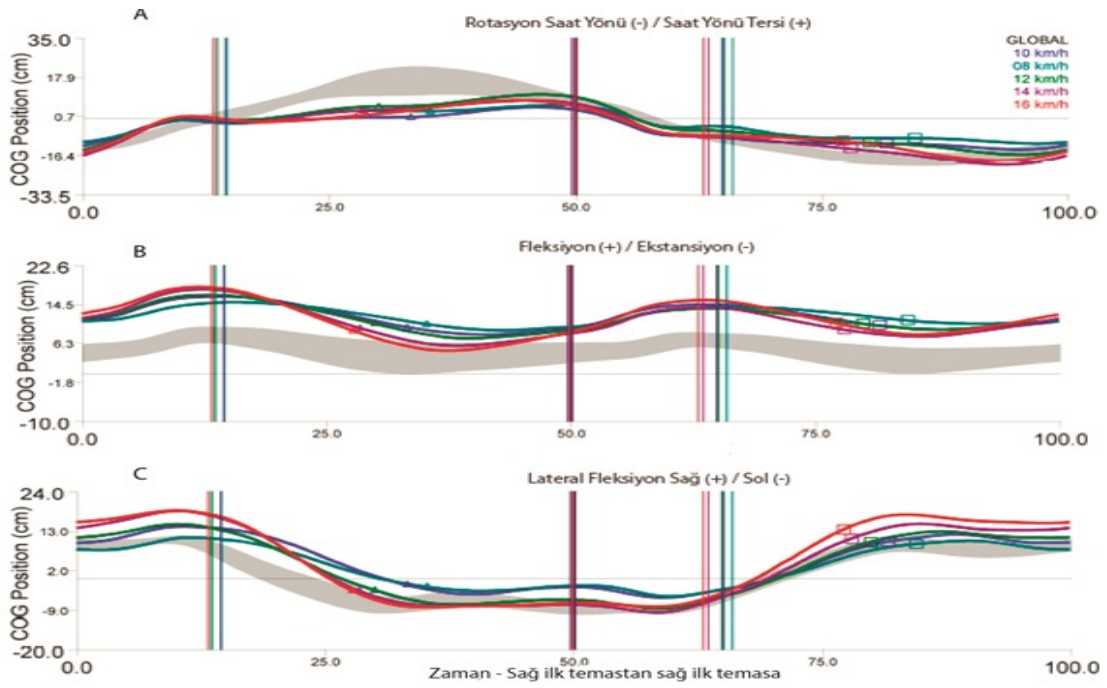 A
Rotasyon Saat Yönü (-) / Saat Yönü Tersi (+)
35.0
17.9
0.7
-16.4
-33.5
COG Position (cm)
GLOBAL
10 km/h
08 km/h
12 km/h
14 km/h
16 km/h
0.0
25.0
50.0
75.0
100.0
B
Fleksiyon (+) / Ekstansiyon (-)
22.6
14.5
6.3
-1.8
-10.0
COG Position (cm)
0.0
25.0
50.0
75.0
100.0
C
Lateral Fleksiyon Sağ (+) / Sol (-)
24.0
13.0
2.0
-9.0
-20.0
COG Position (cm)
0.0
25.0
50.0
75.0
100.0
Zaman - Sağ ilk temastan sağ ilk temasa